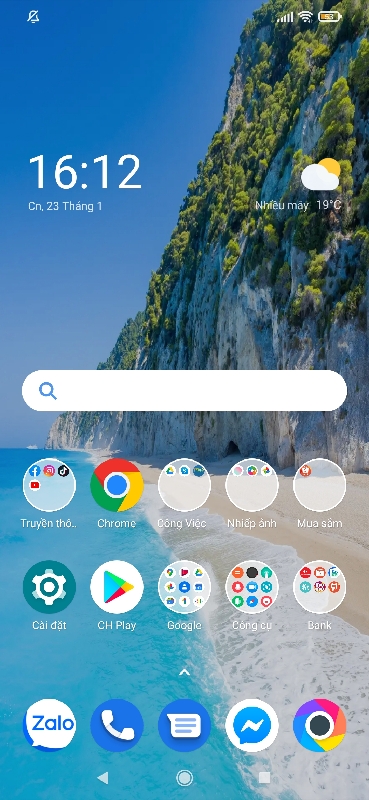 16:12
CN, 23 Tháng 1
Nhiều mây 19°C
Truyền thô..
Chrome
Công Việc
Nhiếp ảnh
Mua sắm
Cài đặt
CH Play
Google
Công cụ
Bank
Zalo